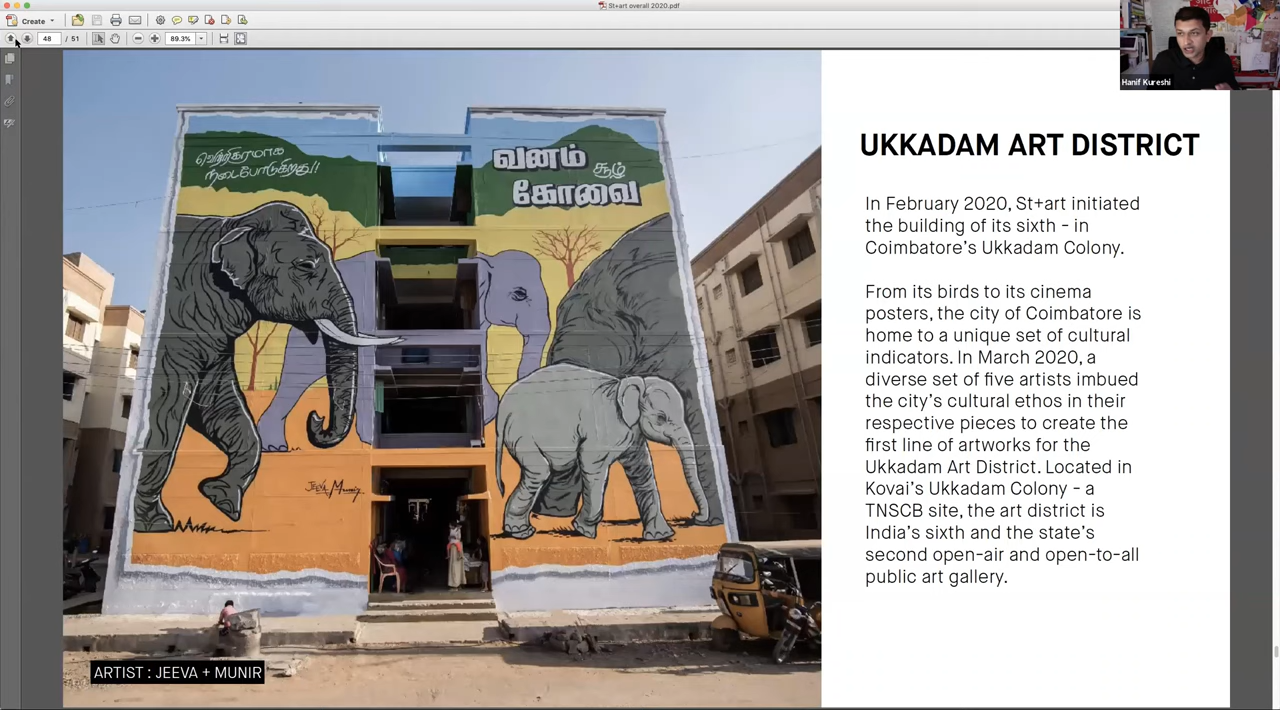 St+art overall 2020.pdf
Create
48 / 51
89.3%
Hanif Kureshi
வெற்றிகரமாக
நடைபோடுகிறது!!
வனம்
சூழ்
கோவை
JEEVA Munir
ARTIST : JEEVA + MUNIR
UKKADAM ART DISTRICT
In February 2020, St+art initiated
the building of its sixth - in
Coimbatore's Ukkadam Colony.
From its birds to its cinema
posters, the city of Coimbatore is
home to a unique set of cultural
indicators. In March 2020, a
diverse set of five artists imbued
the city's cultural ethos in their
respective pieces to create the
first line of artworks for the
Ukkadam Art District. Located in
Kovai's Ukkadam Colony - a
TNSCB site, the art district is
India's sixth and the state's
second open-air and open-to-all
public art gallery.